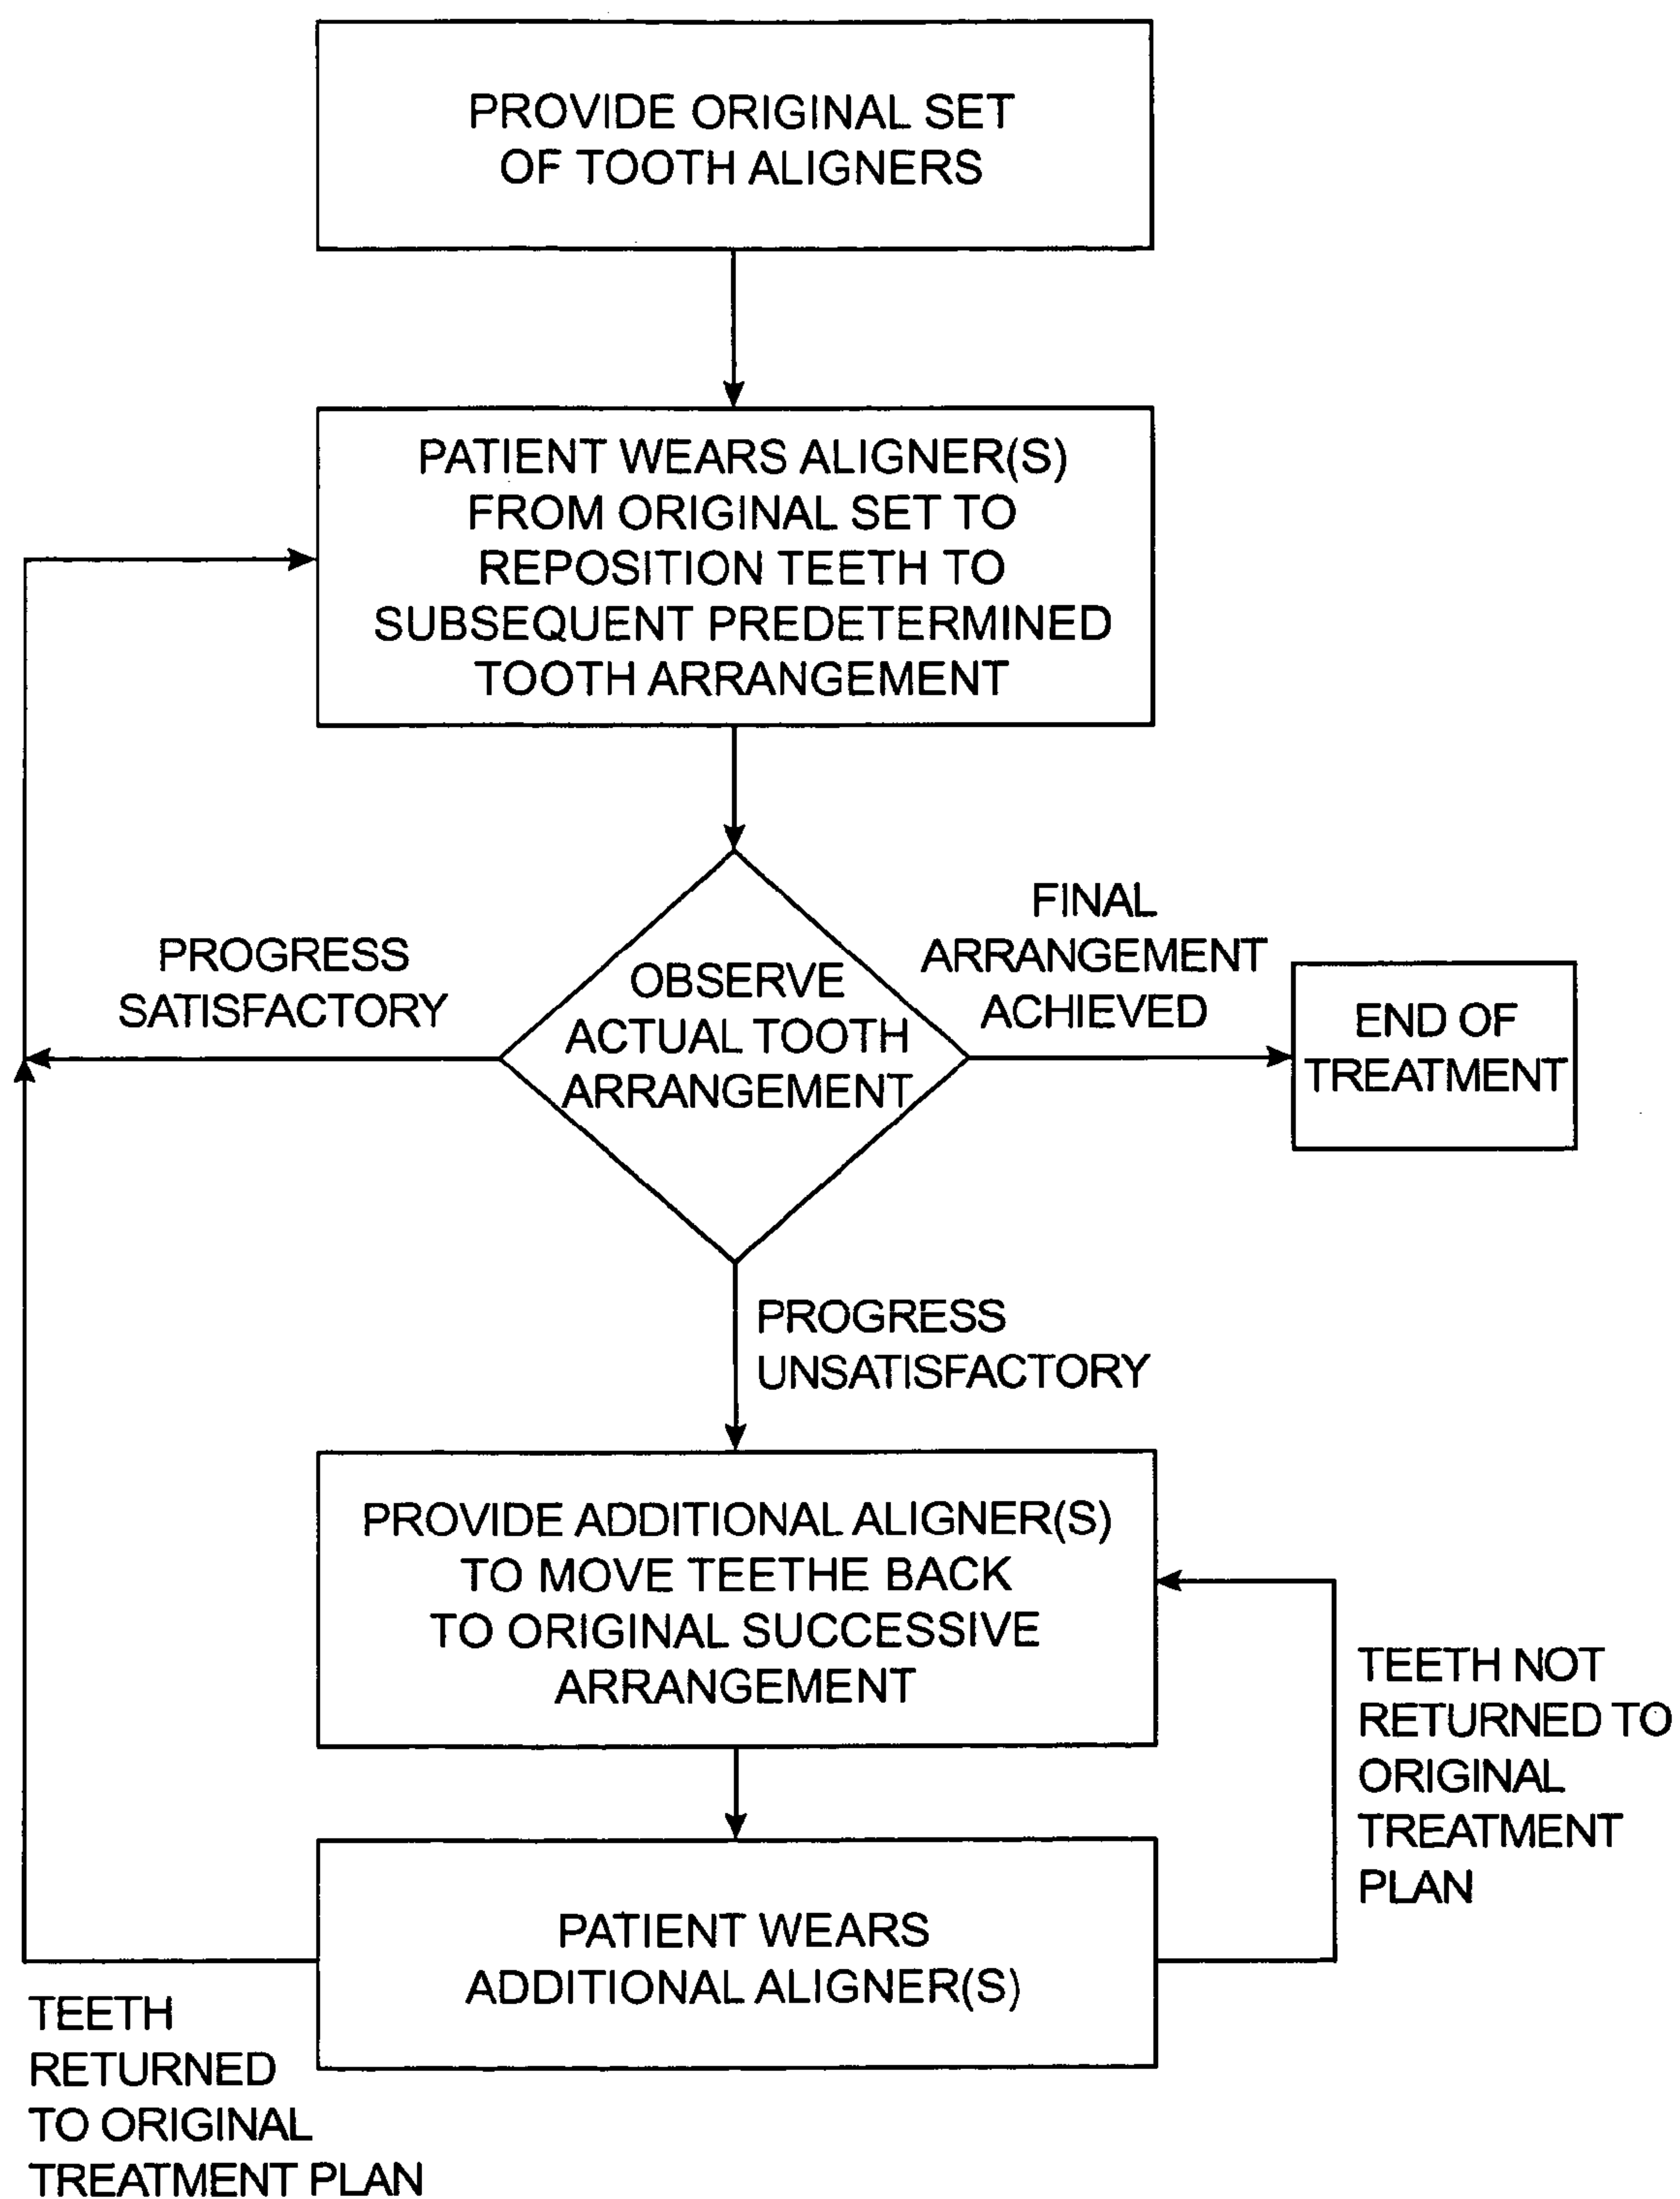 PROVIDE ORIGINAL SET
OF TOOTH ALIGNERS
PATIENT WEARS ALIGNER(S)
FROM ORIGINAL SET TO
REPOSITION TEETH TO
SUBSEQUENT PREDETERMINED
TOOTH ARRANGEMENT
PROGRESS
SATISFACTORY
OBSERVE
ACTUAL TOOTH
ARRANGEMENT
FINAL
ARRANGEMENT
ACHIEVED
END OF
TREATMENT
PROGRESS
UNSATISFACTORY
PROVIDE ADDITIONAL ALIGNER(S)
TO MOVE TEETHE BACK
TO ORIGINAL SUCCESSIVE
ARRANGEMENT
TEETH NOT
RETURNED TO
ORIGINAL
TREATMENT
PLAN
PATIENT WEARS
ADDITIONAL ALIGNER(S)
TEETH
RETURNED
TO ORIGINAL
TREATMENT PLAN